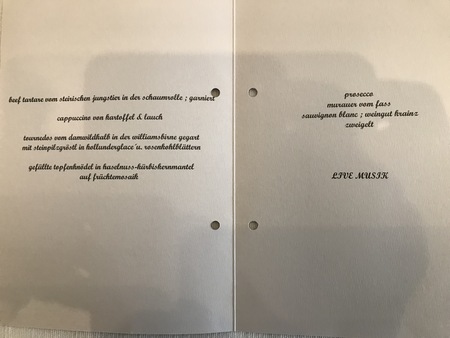 beef tartare vom steirischen jungstier in der schaumrolle ; garniert
cappuccino von kartoffel & lauch
tournedos vom damwildkalb in der williamsbirne gegart
mit steinpilzgröstl in hollunderglace´u. rosenkohlblättern
gefüllte topfenknödel in haselnuss-kürbiskernmantel
auf früchtemosaik
prosecco
murauer vom fass
sauvignon blanc ; weingut krainz
zweigelt
LIVE MUSIK